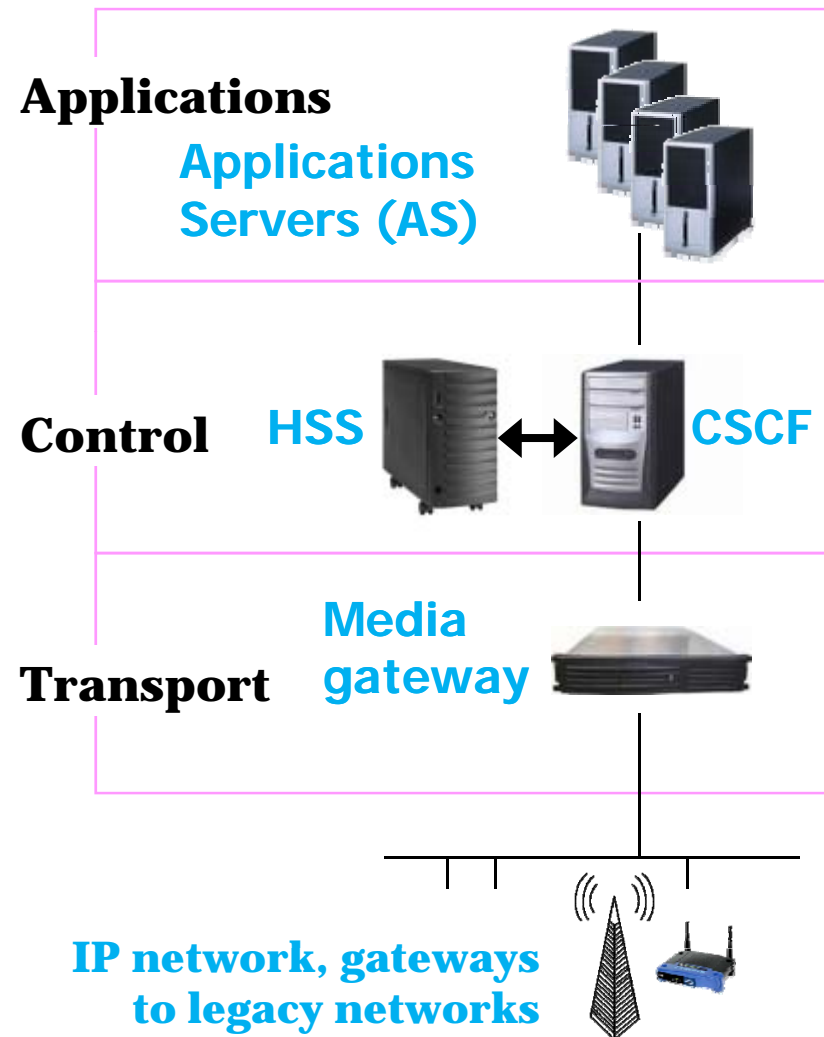 Applications
Applications
Servers (AS)
Control
HSS
CSCF
Media
gateway
Transport
IP network, gateways
to legacy networks